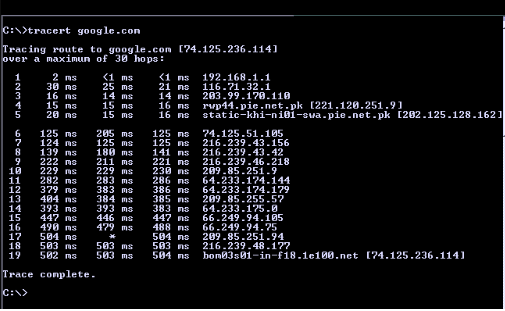 C:\>tracert google.com
Tracing route to google.com [74.125.236.114]
over a maximum of 30 hops:
1 2 ms <1 ms <1 ms 192.168.1.1
2 30 ms 25 ms 21 ms 116.71.32.1
3 16 ms 14 ms 14 ms 203.99.170.110
4 15 ms 15 ms 16 ms rwp44.pie.net.pk [221.120.251.9]
5 20 ms 15 ms 16 ms static-khi-ni01-swa.pie.net.pk [202.125.128.162]
6 125 ms 205 ms 125 ms 74.125.51.105
7 124 ms 125 ms 125 ms 216.239.43.156
8 139 ms 180 ms 141 ms 216.239.43.42
9 222 ms 211 ms 221 ms 216.239.46.218
10 229 ms 229 ms 230 ms 209.85.251.9
11 282 ms 283 ms 286 ms 64.233.174.144
12 379 ms 383 ms 386 ms 64.233.174.179
13 404 ms 384 ms 385 ms 209.85.255.57
14 393 ms 393 ms 383 ms 64.233.175.0
15 447 ms 446 ms 447 ms 66.249.94.105
16 490 ms 479 ms 488 ms 66.249.94.75
17 504 ms * 504 ms 209.85.251.94
18 503 ms 503 ms 503 ms 216.239.48.177
19 502 ms 503 ms 504 ms bom03s01-in-f18.1e100.net [74.125.236.114]
Trace complete.
C:\>